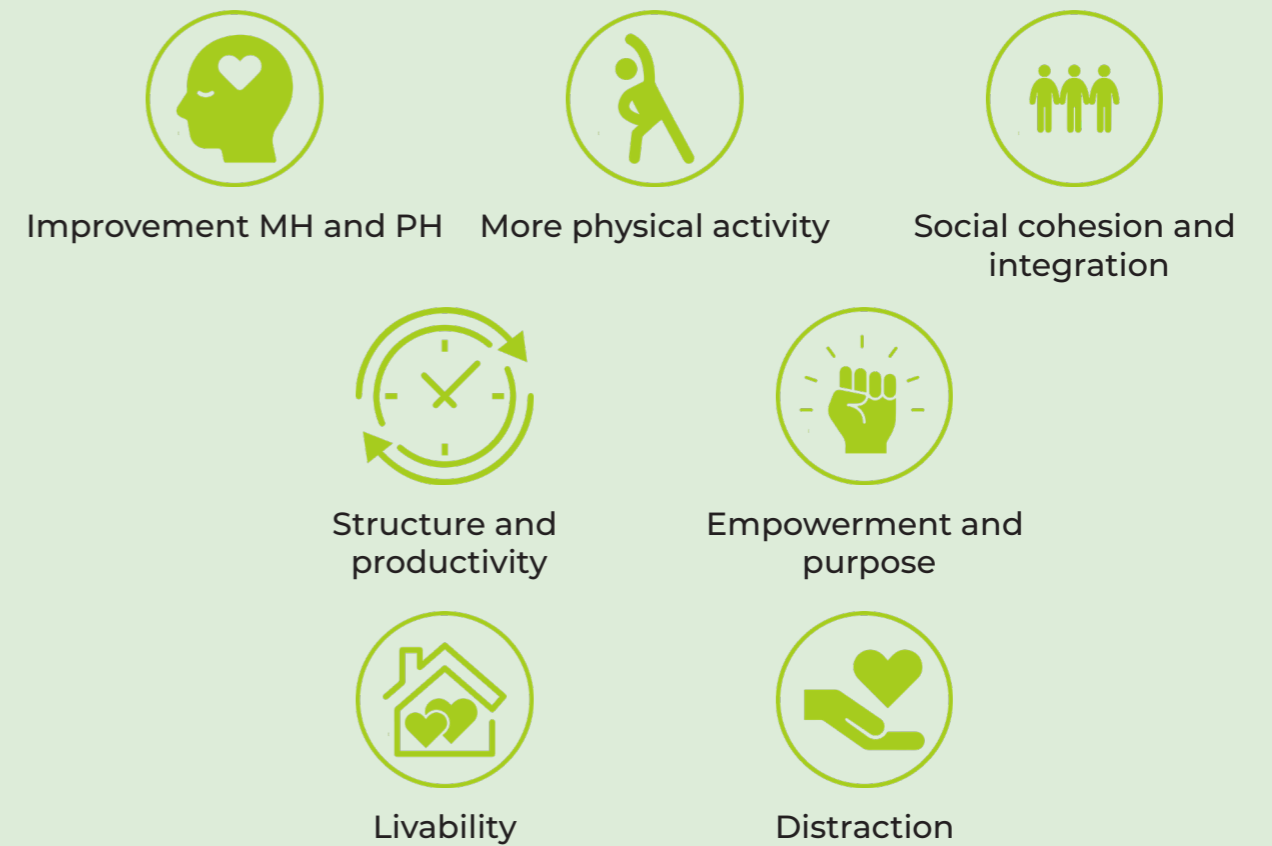 Improvement MH and PH
More physical activity
Social cohesion and
integration
Structure and
productivity
Empowerment and
purpose
Livability
Distraction